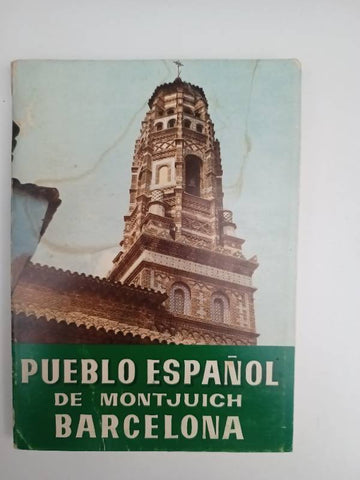 PUEBLO ESPAÑOL
DE MONTJUICH
BARCELONA